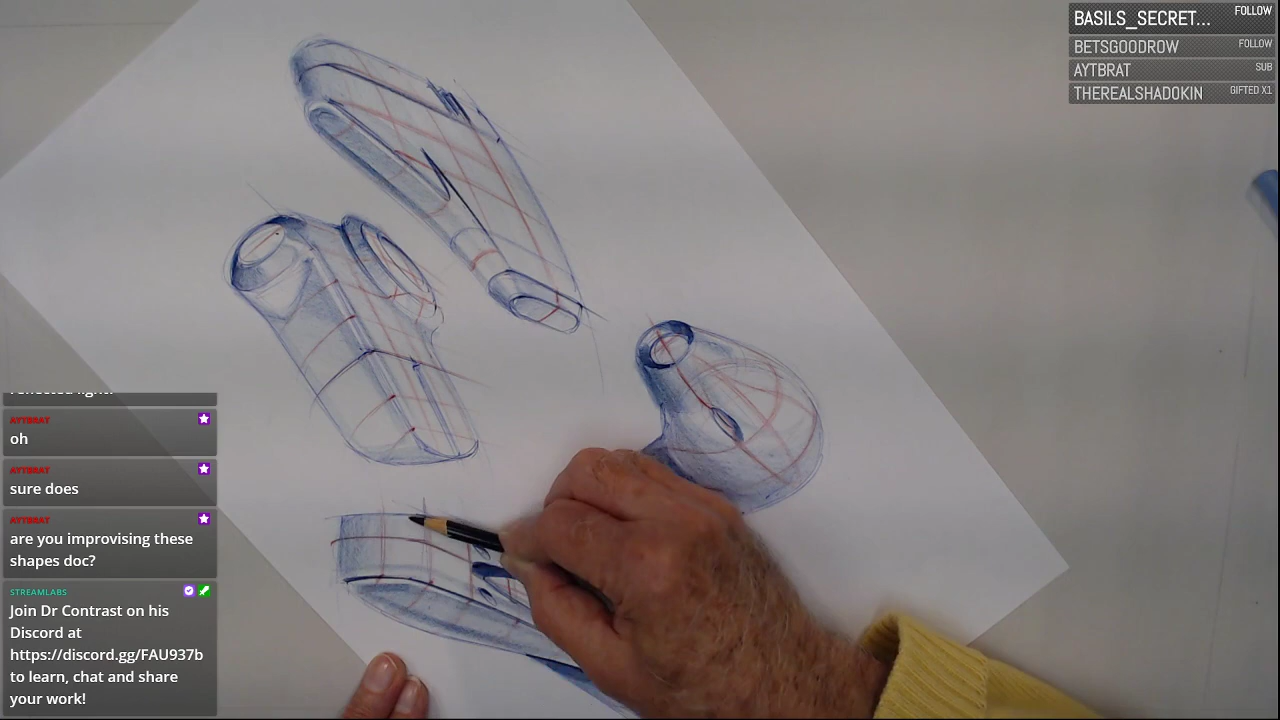 BASILS_SECRET... FOLLOW
BETSGOODROW FOLLOW
AYTBRAT SUB
THEREALSHADOKIN GIFTED X1
AYTBRAT
oh
AYTBRAT
sure does
AYTBRAT
are you improvising these
shapes doc?
STREAMLABS
Join Dr Contrast on his
Discord at
https://discord.gg/FAU937b
to learn, chat and share
your work!